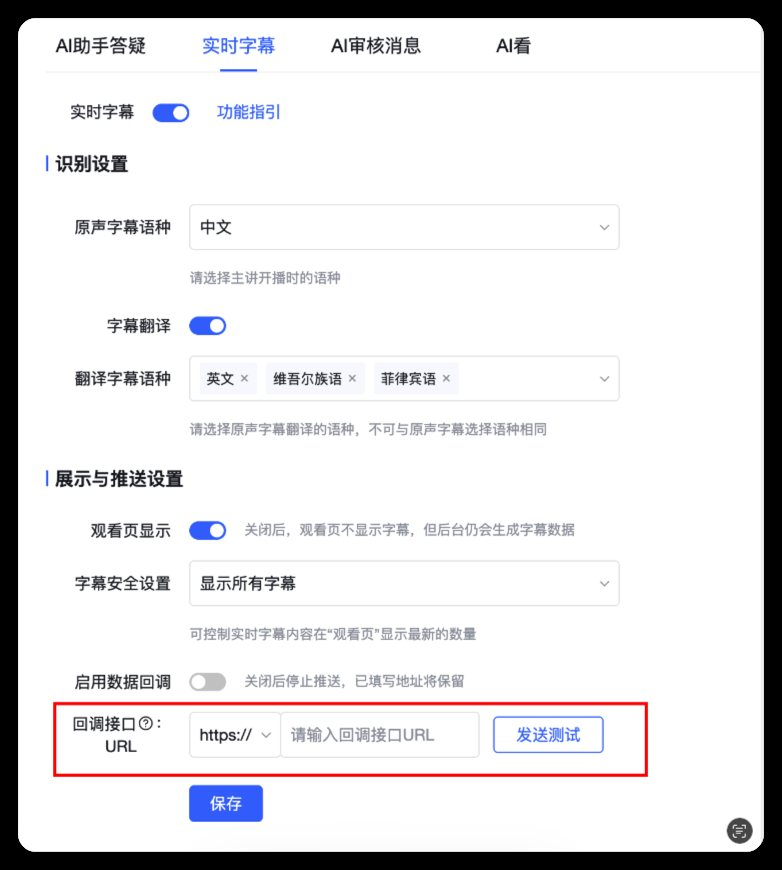 AI助手答疑 实时字幕 AI审核消息 AI看
实时字幕 功能指引
识别设置
原声字幕语种 中文
请选择主讲开播时的语种
字幕翻译
翻译字幕语种 英文 × 维吾尔族语 × 菲律宾语 ×
请选择原声字幕翻译的语种，不可与原声字幕选择语种相同
展示与推送设置
观看页显示 关闭后，观看页不显示字幕，但后台仍会生成字幕数据
字幕安全设置 显示所有字幕
可控制实时字幕内容在“观看页”显示最新的数量
启用数据回调 关闭后停止推送，已填写地址将保留
回调接口?：
URL https:// 请输入回调接口URL 发送测试
保存